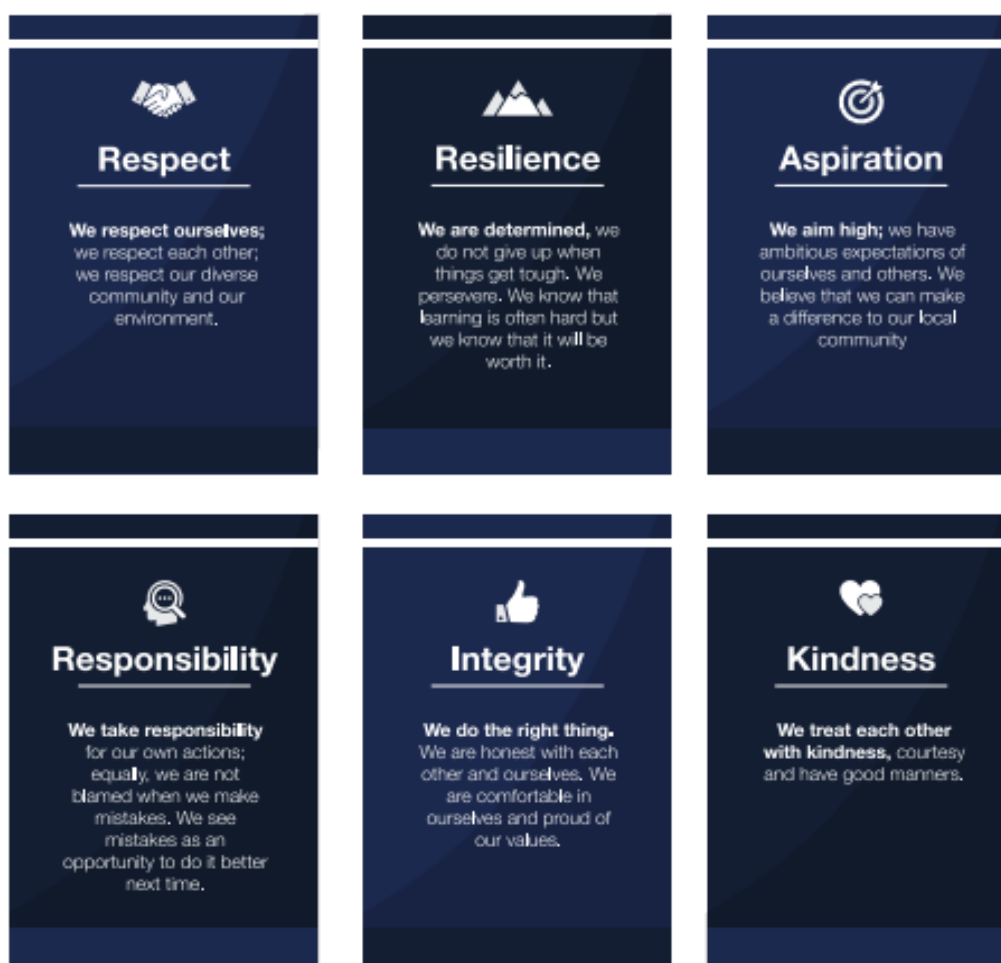 Respect
We respect ourselves;
we respect each other;
we respect our diverse
community and our
environment.
Resilience
We are determined, we
do not give up when
things get tough. We
persevere. We know that
learning is often hard but
we know that it will be
worth it.
Aspiration
We aim high; we have
ambitious expectations of
ourselves and others. We
believe that we can make
a difference to our local
community
Responsibility
We take responsibility
for our own actions;
equally, we are not
blamed when we make
mistakes. We see
mistakes as an
opportunity to do it better
next time.
Integrity
We do the right thing.
We are honest with each
other and ourselves. We
are comfortable in
ourselves and proud of
our values.
Kindness
We treat each other
with kindness, courtesy
and have good manners.